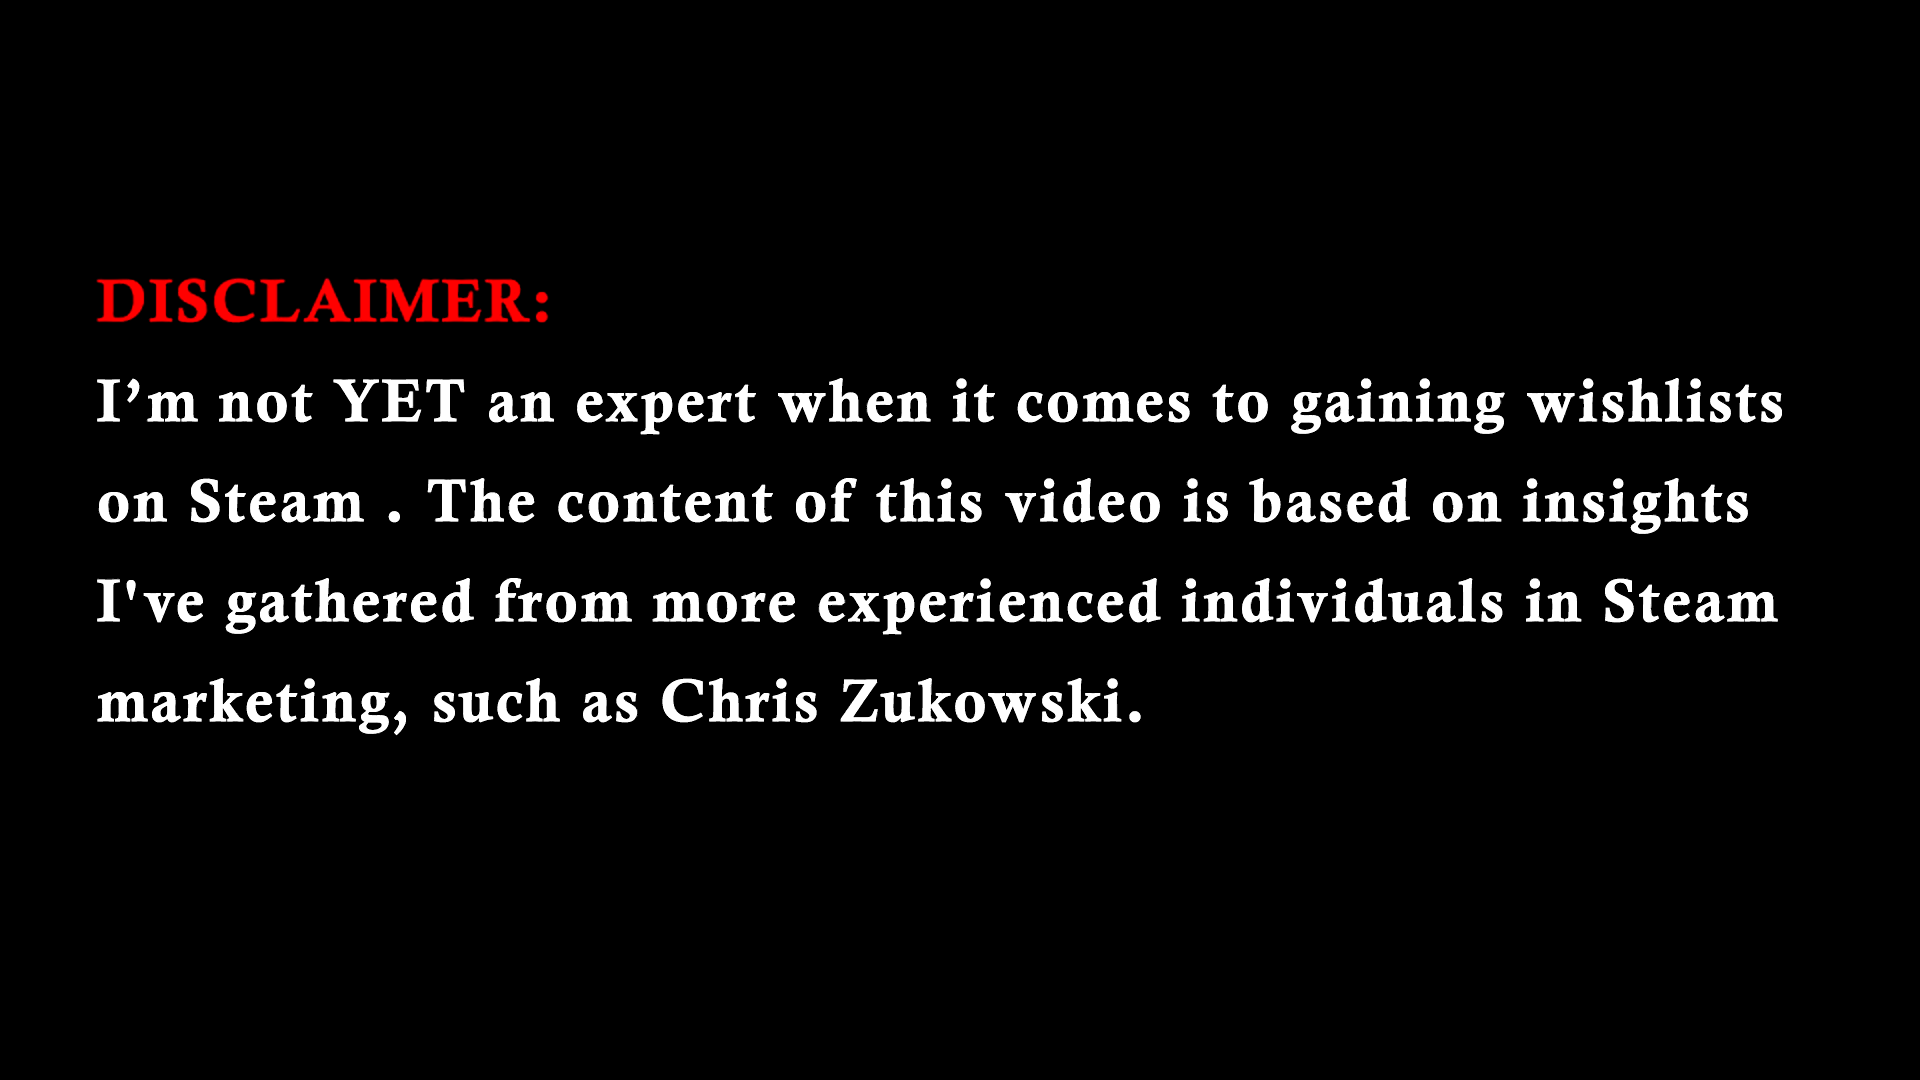 DISCLAIMER:
I’m not YET an expert when it comes to gaining wishlists
on Steam . The content of this video is based on insights
I've gathered from more experienced individuals in Steam
marketing, such as Chris Zukowski.